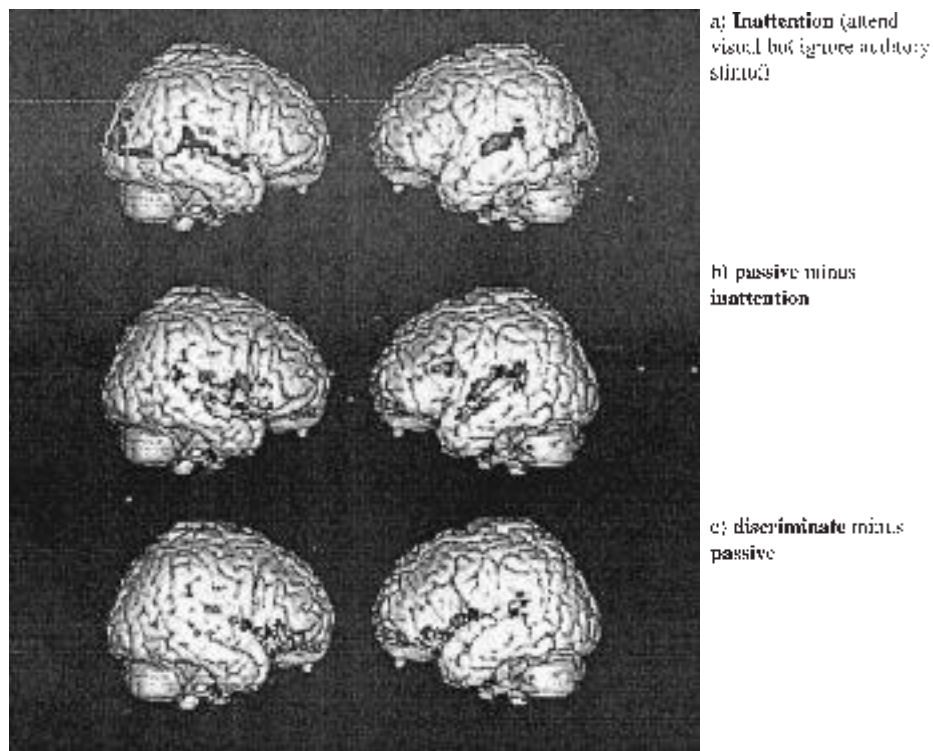 a) Inattention (attend
visual but ignore auditory
stimuli)
b) passive minus
inattention
c) discriminate minus
passive